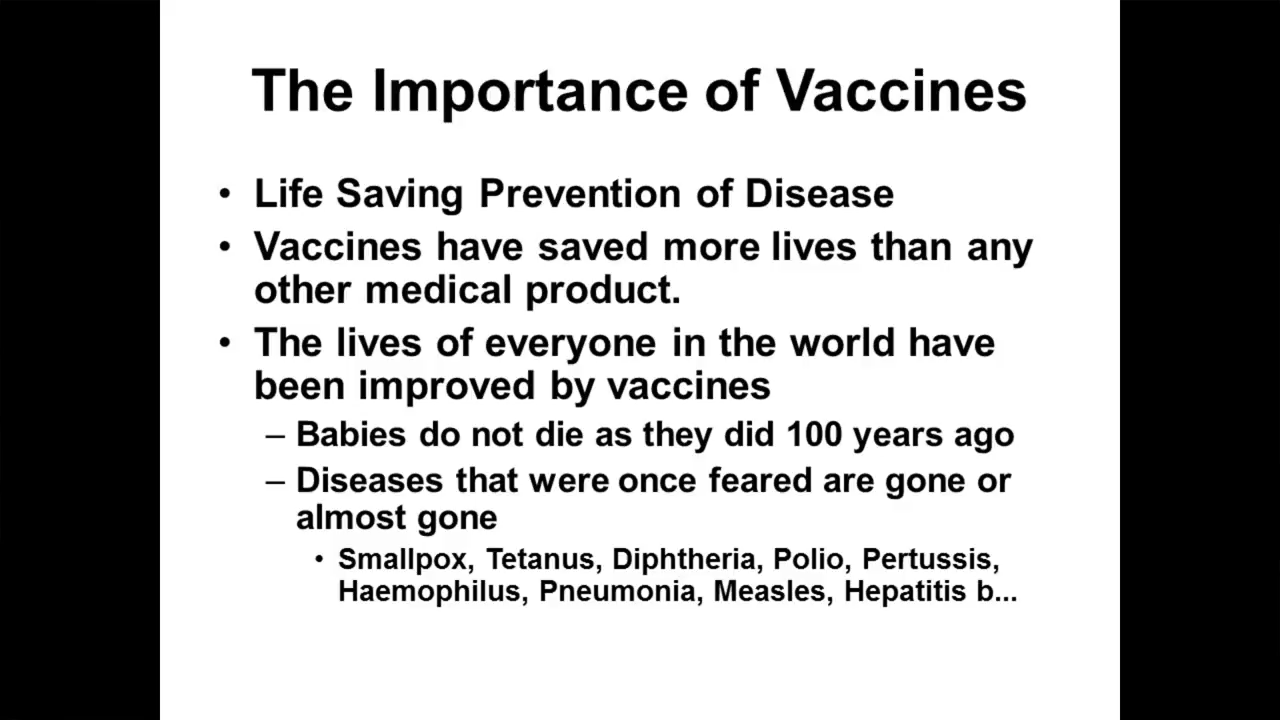 The Importance of Vaccines
• Life Saving Prevention of Disease
• Vaccines have saved more lives than any
other medical product.
• The lives of everyone in the world have
been improved by vaccines
– Babies do not die as they did 100 years ago
– Diseases that were once feared are gone or
almost gone
• Smallpox, Tetanus, Diphtheria, Polio, Pertussis,
Haemophilus, Pneumonia, Measles, Hepatitis b...